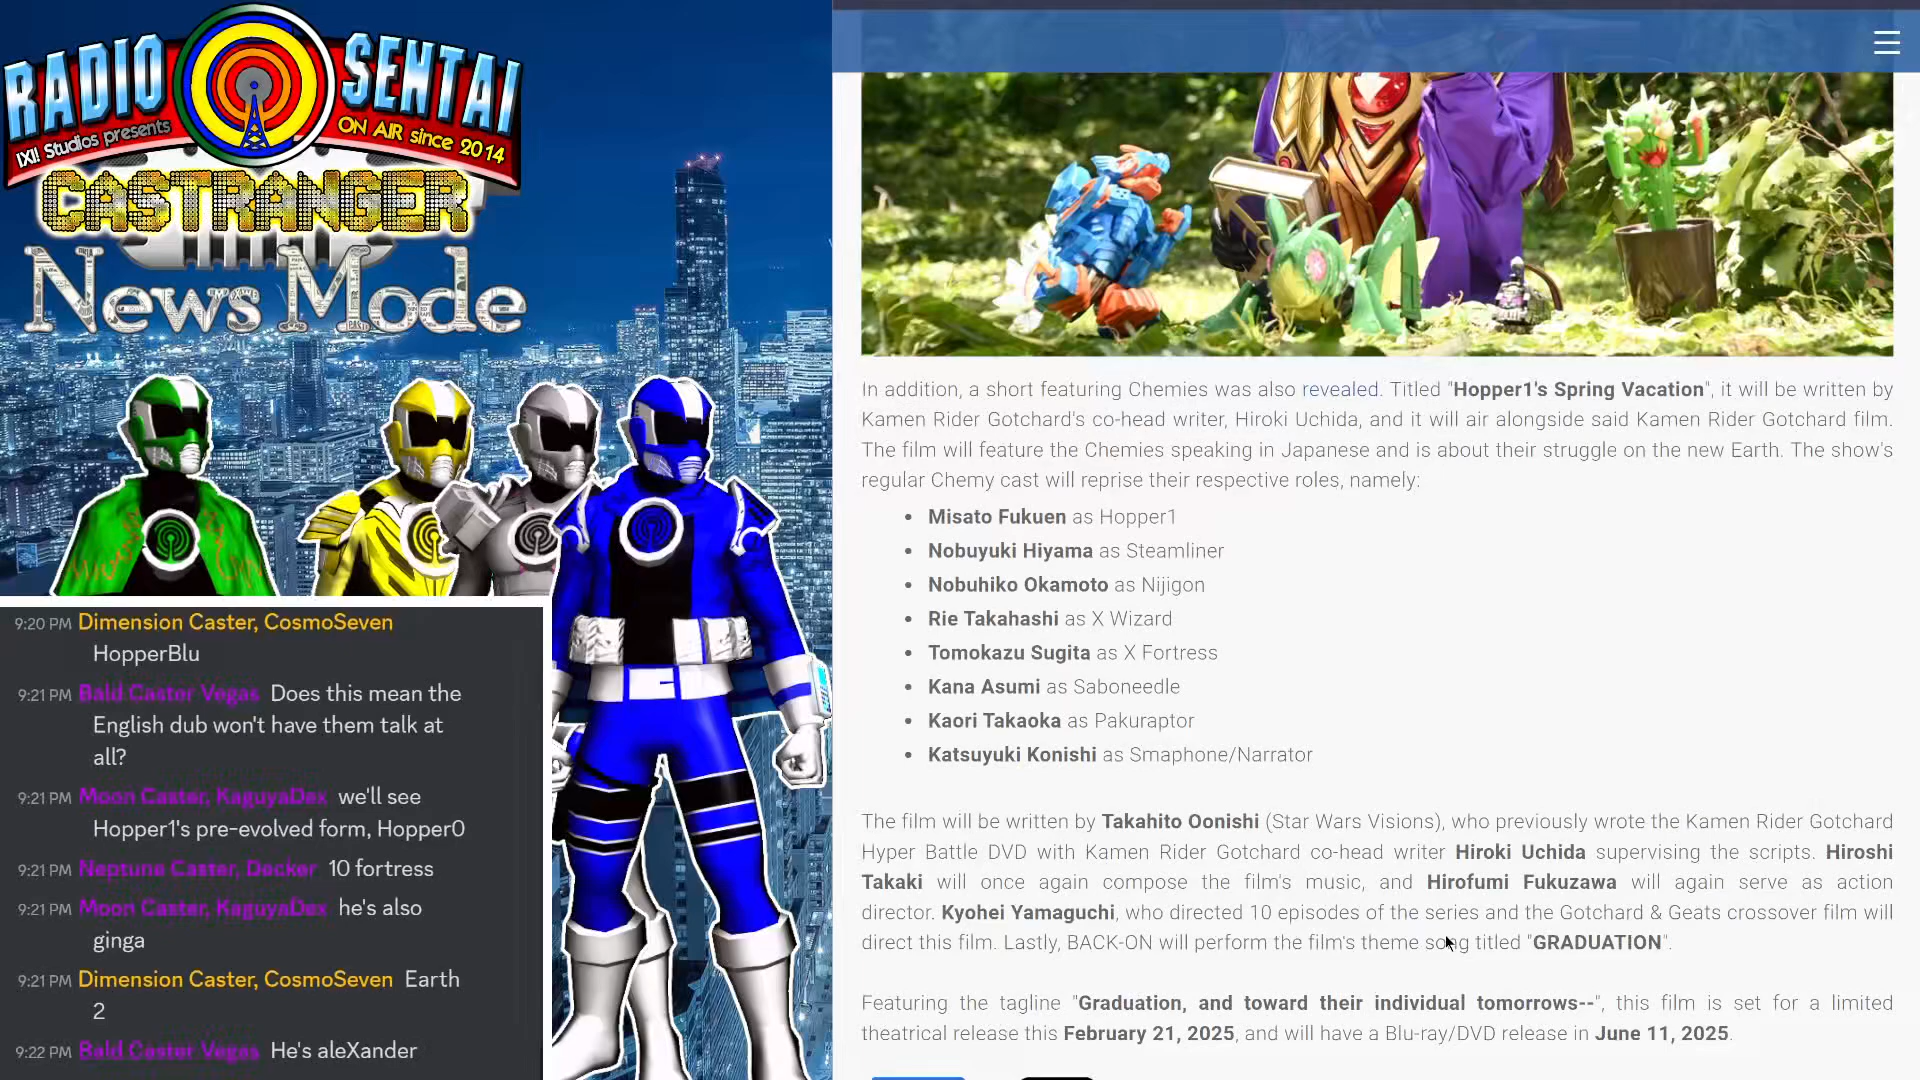 RADIO SENTAI
IXI! Studios presents
ON AIR since 2014
CASTRANGER
News Mode
9:20 PM Dimension Caster, CosmoSeven
HopperBlu
9:21 PM Bald Caster Vegas Does this mean the
English dub won't have them talk at
all?
9:21 PM Moon Caster, KaguyaDex we'll see
Hopper1's pre-evolved form, Hopper0
9:21 PM Neptune Caster, Decker 10 fortress
9:21 PM Moon Caster, KaguyaDex he's also
ginga
9:21 PM Dimension Caster, CosmoSeven Earth
2
9:22 PM Bald Caster Vegas He's aleXander
In addition, a short featuring Chemies was also revealed. Titled "Hopper1's Spring Vacation", it will be written by
Kamen Rider Gotchard's co-head writer, Hiroki Uchida, and it will air alongside said Kamen Rider Gotchard film.
The film will feature the Chemies speaking in Japanese and is about their struggle on the new Earth. The show's
regular Chemy cast will reprise their respective roles, namely:
• Misato Fukuen as Hopper1
• Nobuyuki Hiyama as Steamliner
• Nobuhiko Okamoto as Nijigon
• Rie Takahashi as X Wizard
• Tomokazu Sugita as X Fortress
• Kana Asumi as Saboneedle
• Kaori Takaoka as Pakuraptor
• Katsuyuki Konishi as Smaphone/Narrator
The film will be written by Takahito Oonishi (Star Wars Visions), who previously wrote the Kamen Rider Gotchard
Hyper Battle DVD with Kamen Rider Gotchard co-head writer Hiroki Uchida supervising the scripts. Hiroshi
Takaki will once again compose the film's music, and Hirofumi Fukuzawa will again serve as action
director. Kyohei Yamaguchi, who directed 10 episodes of the series and the Gotchard & Geats crossover film will
direct this film. Lastly, BACK-ON will perform the film's theme song titled "GRADUATION".
Featuring the tagline "Graduation, and toward their individual tomorrows--", this film is set for a limited
theatrical release this February 21, 2025, and will have a Blu-ray/DVD release in June 11, 2025.